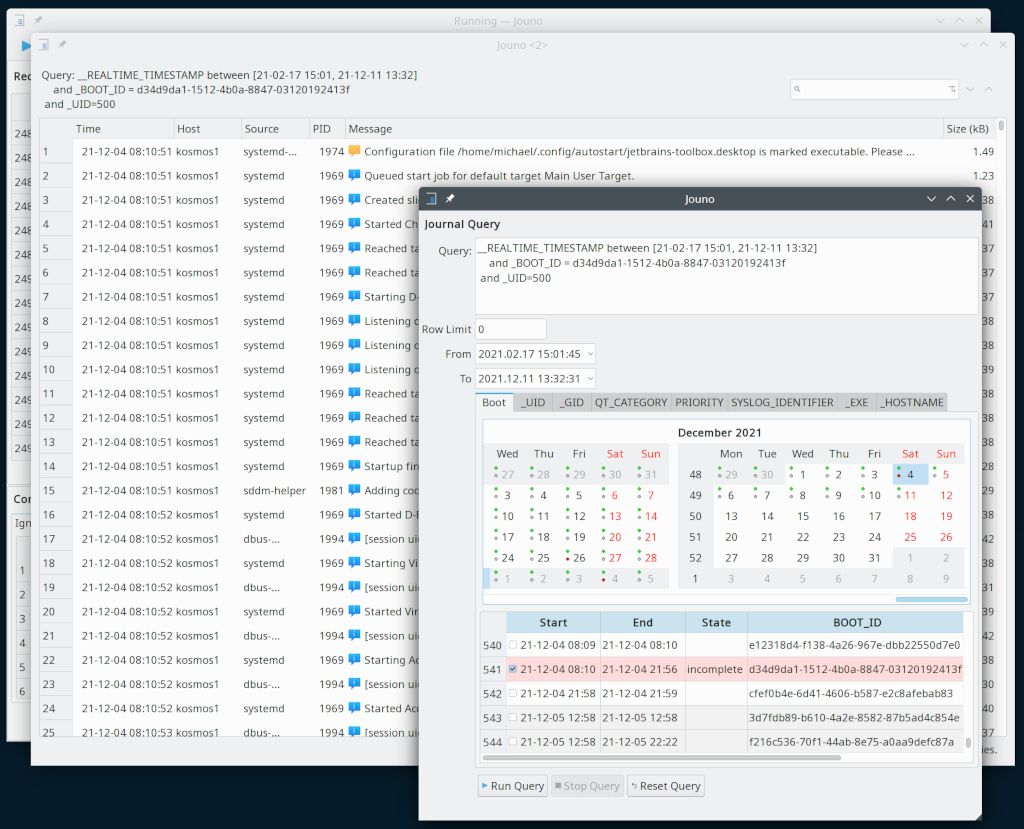 Running — Jouno
Jouno <2>
Rec
Query: __REALTIME_TIMESTAMP between [21-02-17 15:01, 21-12-11 13:32]
and _BOOT_ID = d34d9da1-1512-4b0a-8847-03120192413f
and _UID=500
Time Host Source PID Message Size (kB)
1 21-12-04 08:10:51 kosmos1 systemd-... 1974 Configuration file /home/michael/.config/autostart/jetbrains-toolbox.desktop is marked executable. Please ... 1.49
2 21-12-04 08:10:51 kosmos1 systemd 1969 Queued start job for default target Main User Target. 1.23
3 21-12-04 08:10:51 kosmos1 systemd 1969 Created sli 38
4 21-12-04 08:10:51 kosmos1 systemd 1969 Started Ch 41
5 21-12-04 08:10:51 kosmos1 systemd 1969 Reached ta 37
6 21-12-04 08:10:51 kosmos1 systemd 1969 Reached ta 37
7 21-12-04 08:10:51 kosmos1 systemd 1969 Starting D- 37
8 21-12-04 08:10:51 kosmos1 systemd 1969 Listening o 38
9 21-12-04 08:10:51 kosmos1 systemd 1969 Listening o 38
10 21-12-04 08:10:51 kosmos1 systemd 1969 Listening o 38
11 21-12-04 08:10:51 kosmos1 systemd 1969 Reached ta 37
12 21-12-04 08:10:51 kosmos1 systemd 1969 Reached ta 38
13 21-12-04 08:10:51 kosmos1 systemd 1969 Reached ta 38
14 21-12-04 08:10:51 kosmos1 systemd 1969 Startup fin 28
15 21-12-04 08:10:51 kosmos1 sddm-helper 1981 Adding coo 29
16 21-12-04 08:10:52 kosmos1 systemd 1969 Started D-B 38
17 21-12-04 08:10:52 kosmos1 dbus-... 1994 [session uid 37
18 21-12-04 08:10:52 kosmos1 systemd 1969 Starting Vi 38
19 21-12-04 08:10:52 kosmos1 dbus-... 1994 [session uid 31
20 21-12-04 08:10:52 kosmos1 systemd 1969 Started Vir 39
21 21-12-04 08:10:52 kosmos1 dbus-... 1994 [session uid 42
22 21-12-04 08:10:52 kosmos1 systemd 1969 Starting Ac 38
23 21-12-04 08:10:52 kosmos1 dbus-... 1994 [session uid 30
24 21-12-04 08:10:52 kosmos1 systemd 1969 Started Acc 40
25 21-12-04 08:10:53 kosmos1 dbus-... 1994 [session uid 37
ies.
248
248
248
248
248
248
249
249
249
249
249
249
249
249
Con
Ign
1
2
3
4
5
6
Jouno
Journal Query
Query: __REALTIME_TIMESTAMP between [21-02-17 15:01, 21-12-11 13:32]
and _BOOT_ID = d34d9da1-1512-4b0a-8847-03120192413f
and _UID=500
Row Limit 0
From 2021.02.17 15:01:45
To 2021.12.11 13:32:31
Boot _UID _GID QT_CATEGORY PRIORITY SYSLOG_IDENTIFIER _EXE _HOSTNAME
December 2021
Wed Thu Fri Sat Sun Mon Tue Wed Thu Fri Sat Sun
27 28 29 30 31 48 29 30 1 2 3 4 5
3 4 5 6 7 49 6 7 8 9 10 11 12
10 11 12 13 14 50 13 14 15 16 17 18 19
17 18 19 20 21 51 20 21 22 23 24 25 26
24 25 26 27 28 52 27 28 29 30 31 1 2
1 2 3 4 5 1 3 4 5 6 7 8 9
Start End State BOOT_ID
540 21-12-04 08:09 21-12-04 08:10 e12318d4-f138-4a26-967e-dbb22550d7e0
541 21-12-04 08:10 21-12-04 21:56 incomplete d34d9da1-1512-4b0a-8847-03120192413f
542 21-12-04 21:58 21-12-04 21:59 cfef0b4e-6d41-4606-b587-e2c8afebab83
543 21-12-05 12:58 21-12-05 12:58 3d7fdb89-b610-4a2e-8582-87b5ad4c854e
544 21-12-05 12:58 21-12-05 22:22 f216c536-70f1-44ab-8e75-a0aa9defc87a
Run Query Stop Query Reset Query